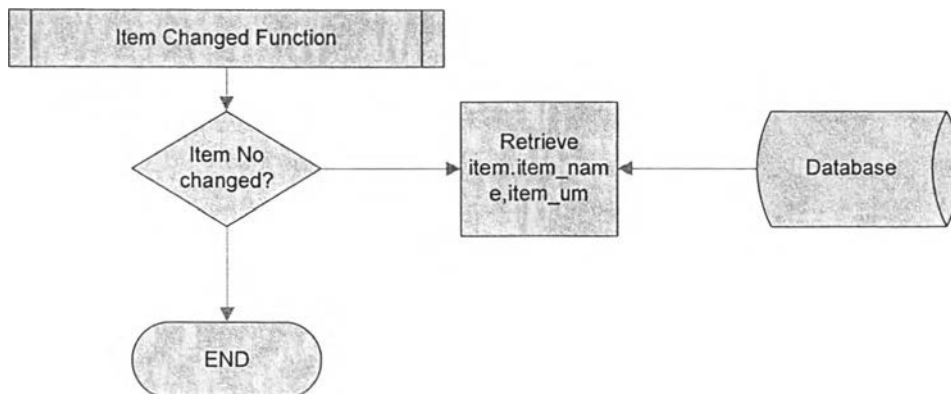 Item Changed Function
Item No
changed?
Retrieve
item.item_nam
e,item_um
Database
END